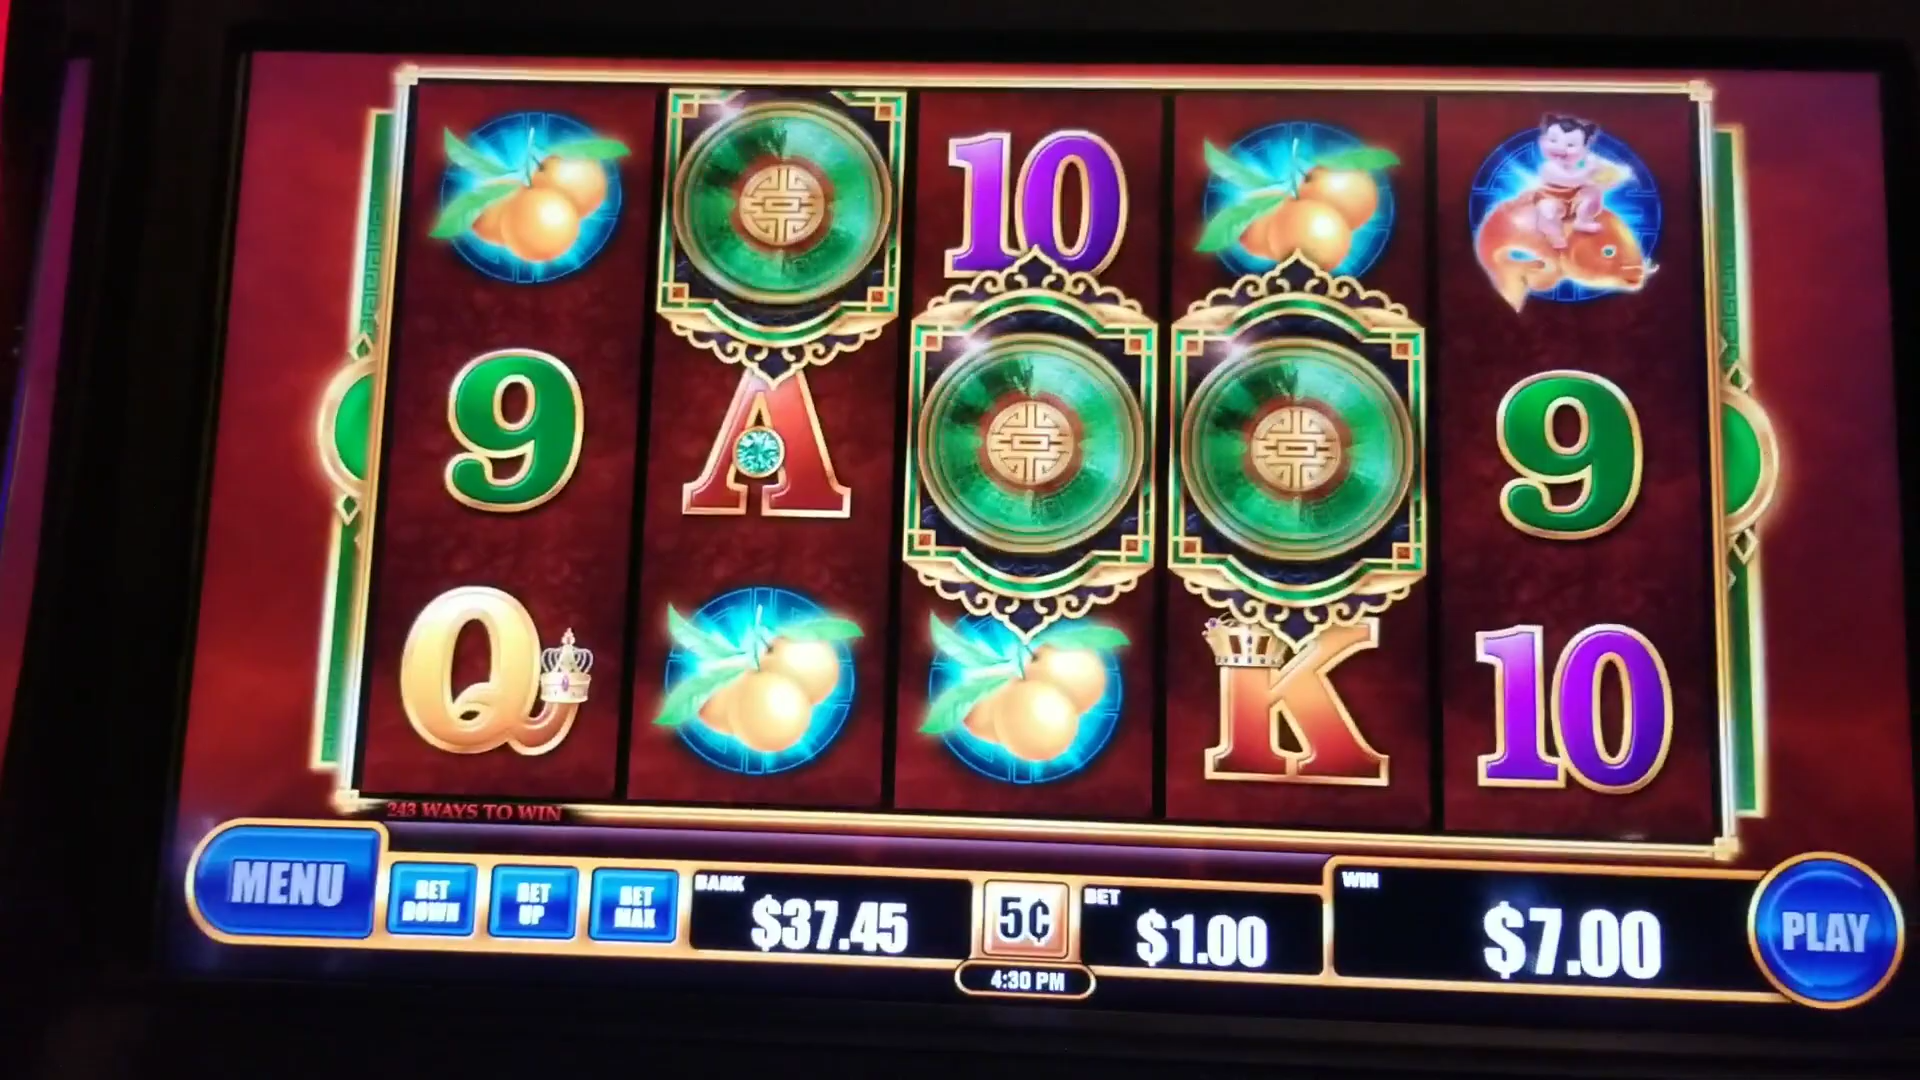 10
9
A
9
Q
K
10
243 WAYS TO WIN
MENU
BET
DOWN
BET
UP
BET
MAX
BANK
$37.45
5¢
4:30 PM
BET
$1.00
WIN
$7.00
PLAY